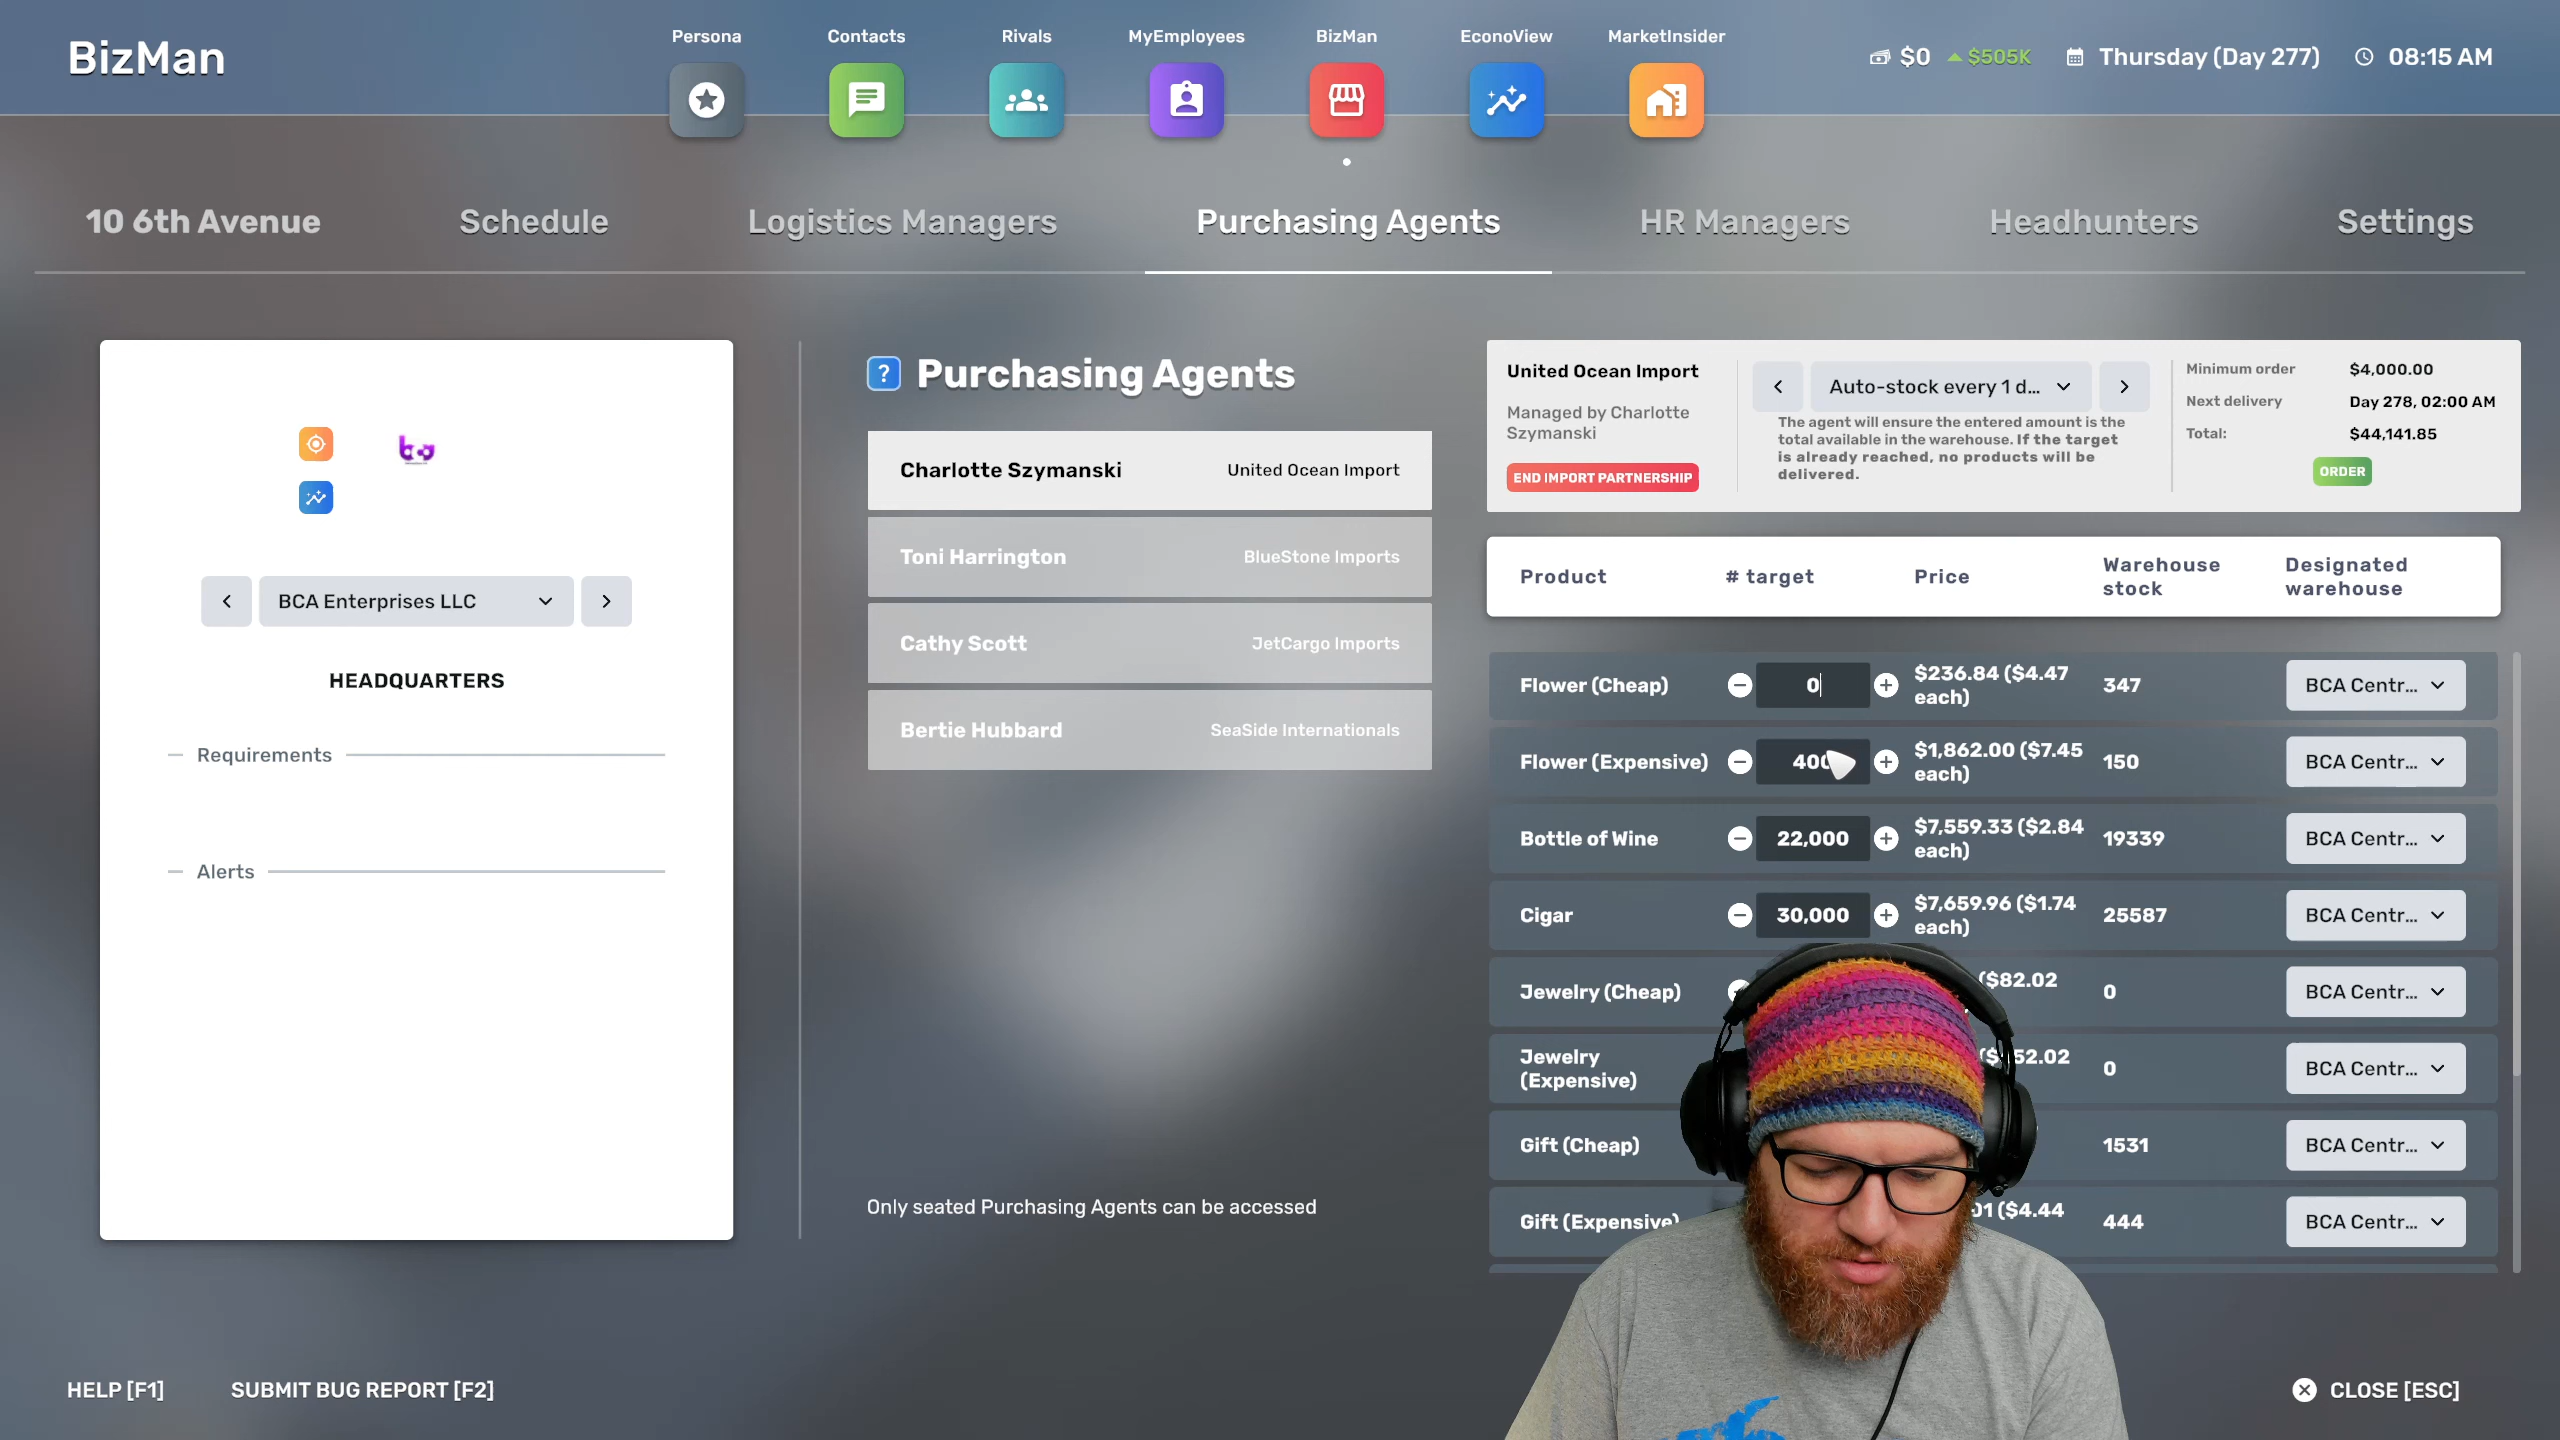 BizMan
Persona
Contacts
Rivals
MyEmployees
BizMan
EconoView
MarketInsider
$0
$505K
Thursday (Day 277)
08:15 AM
10 6th Avenue
Schedule
Logistics Managers
Purchasing Agents
HR Managers
Headhunters
Settings
BCA Enterprises LLC
HEADQUARTERS
Requirements
Alerts
? Purchasing Agents
Charlotte Szymanski
United Ocean Import
Toni Harrington
BlueStone Imports
Cathy Scott
JetCargo Imports
Bertie Hubbard
SeaSide Internationals
Only seated Purchasing Agents can be accessed
United Ocean Import
Managed by Charlotte
Szymanski
END IMPORT PARTNERSHIP
Auto-stock every 1 d...
The agent will ensure the entered amount is the
total available in the warehouse. If the target
is already reached, no products will be
delivered.
Minimum order
$4,000.00
Next delivery
Day 278, 02:00 AM
Total:
$44,141.85
ORDER
Product
# target
Price
Warehouse
stock
Designated
warehouse
Flower (Cheap)
0
$236.84 ($4.47
each)
347
BCA Centr...
Flower (Expensive)
400
$1,862.00 ($7.45
each)
150
BCA Centr...
Bottle of Wine
22,000
$7,559.33 ($2.84
each)
19339
BCA Centr...
Cigar
30,000
$7,659.96 ($1.74
each)
25587
BCA Centr...
Jewelry (Cheap)
($82.02
0
BCA Centr...
Jewelry
(Expensive)
0
BCA Centr...
Gift (Cheap)
1531
BCA Centr...
Gift (Expensive)
($4.44
444
BCA Centr...
HELP [F1]
SUBMIT BUG REPORT [F2]
CLOSE [ESC]